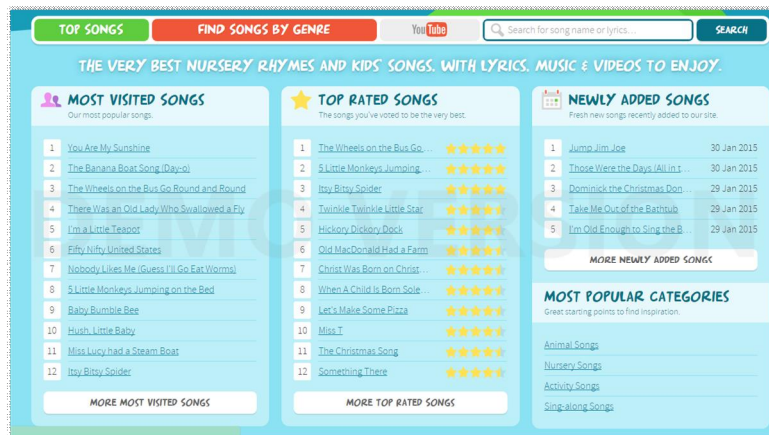 TOP SONGS
FIND SONGS BY GENRE
YouTube
Search for song name or lyrics...
SEARCH
THE VERY BEST NURSERY RHYMES AND KIDS' SONGS, WITH LYRICS, MUSIC & VIDEOS TO ENJOY.
MOST VISITED SONGS
Our most popular songs.
1 You Are My Sunshine
2 The Banana Boat Song (Day-o)
3 The Wheels on the Bus Go Round and Round
4 There Was an Old Lady Who Swallowed a Fly
5 I'm a Little Teapot
6 Fifty Nifty United States
7 Nobody Likes Me (Guess I'll Go Eat Worms)
8 5 Little Monkeys Jumping on the Bed
9 Baby Bumble Bee
10 Hush, Little Baby
11 Miss Lucy had a Steam Boat
12 Itsy Bitsy Spider
MORE MOST VISITED SONGS
TOP RATED SONGS
The songs you've voted to be the very best.
1 The Wheels on the Bus Go ...
2 5 Little Monkeys Jumping ...
3 Itsy Bitsy Spider
4 Twinkle Twinkle Little Star
5 Hickory Dickory Dock
6 Old MacDonald Had a Farm
7 Christ Was Born on Christ...
8 When A Child Is Born Sole...
9 Let's Make Some Pizza
10 Miss T
11 The Christmas Song
12 Something There
MORE TOP RATED SONGS
NEWLY ADDED SONGS
Fresh new songs recently added to our site.
1 Jump Jim Joe 30 Jan 2015
2 Those Were the Days (All in t... 30 Jan 2015
3 Dominick the Christmas Don... 29 Jan 2015
4 Take Me Out of the Bathtub 29 Jan 2015
5 I'm Old Enough to Sing the B... 29 Jan 2015
MORE NEWLY ADDED SONGS
MOST POPULAR CATEGORIES
Great starting points to find inspiration.
Animal Songs
Nursery Songs
Activity Songs
Sing-along Songs
DEMO VERSION